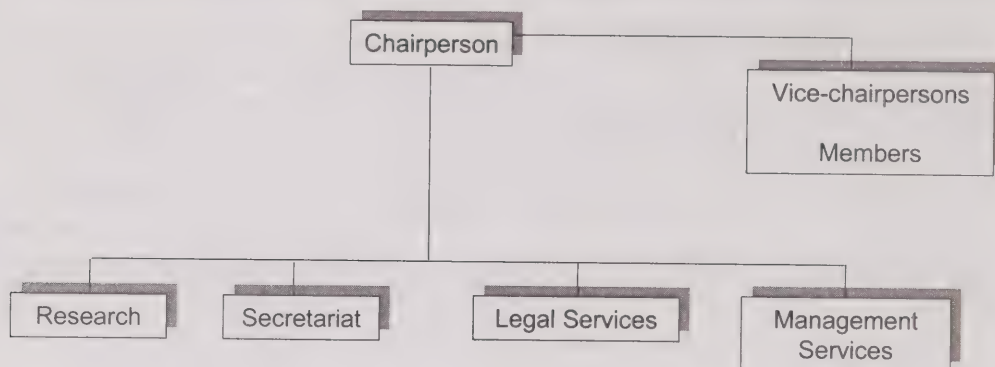 Chairperson
Vice-chairpersons
Members
Research
Secretariat
Legal Services
Management
Services